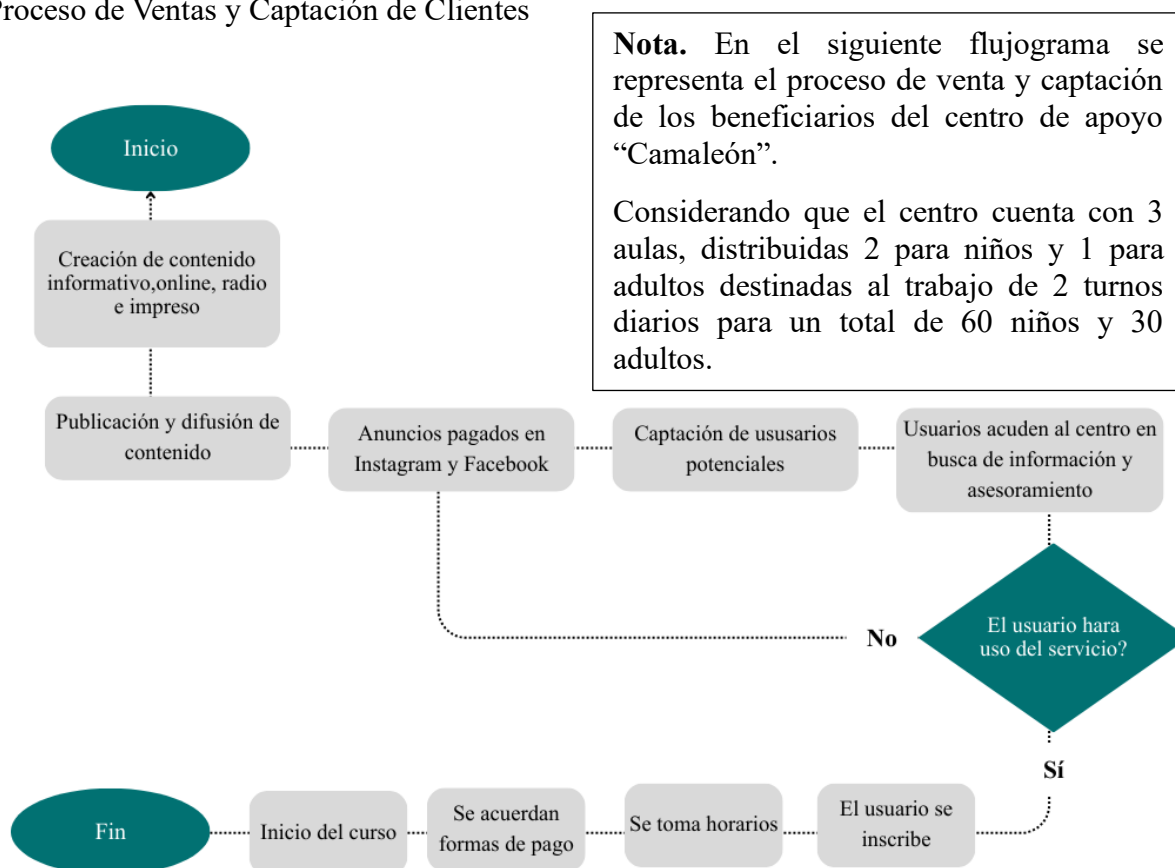 Proceso de Ventas y Captación de Clientes
Nota. En el siguiente flujograma se
representa el proceso de venta y captación
de los beneficiarios del centro de apoyo
“Camaleón”.
Considerando que el centro cuenta con 3
aulas, distribuidas 2 para niños y 1 para
adultos destinadas al trabajo de 2 turnos
diarios para un total de 60 niños y 30
adultos.
Inicio
Creación de contenido
informativo,online, radio
e impreso
Publicación y difusión de
contenido
Anuncios pagados en
Instagram y Facebook
Captación de ususarios
potenciales
Usuarios acuden al centro en
busca de información y
asesoramiento
El usuario hara
uso del servicio?
No
Sí
El usuario se
inscribe
Se toma horarios
Se acuerdan
formas de pago
Inicio del curso
Fin